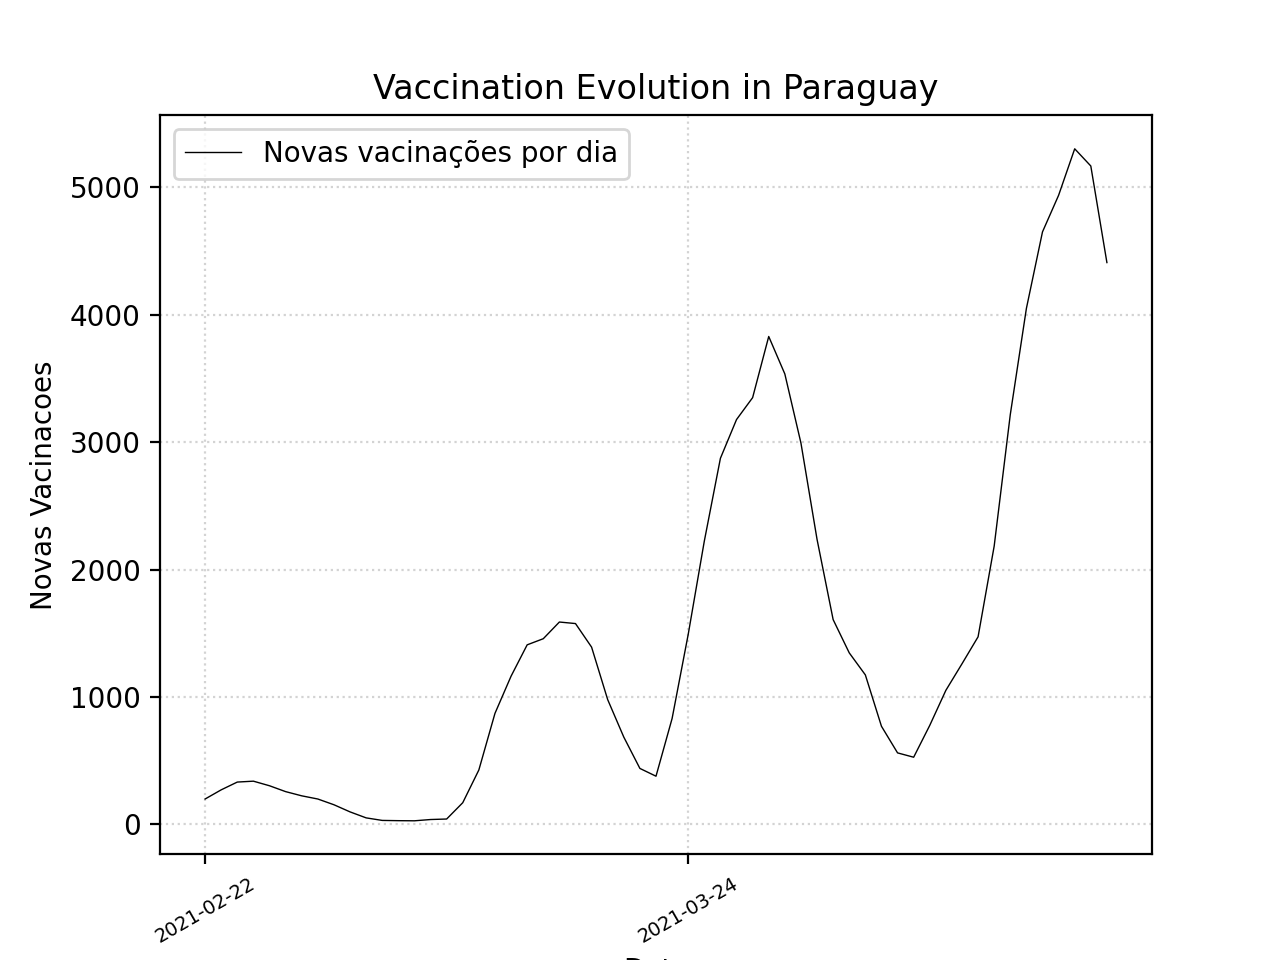 Vaccination Evolution in Paraguay
Novas vacinações por dia
5000
4000
3000
2000
1000
0
Novas Vacinacoes
2021-02-22
2021-03-24